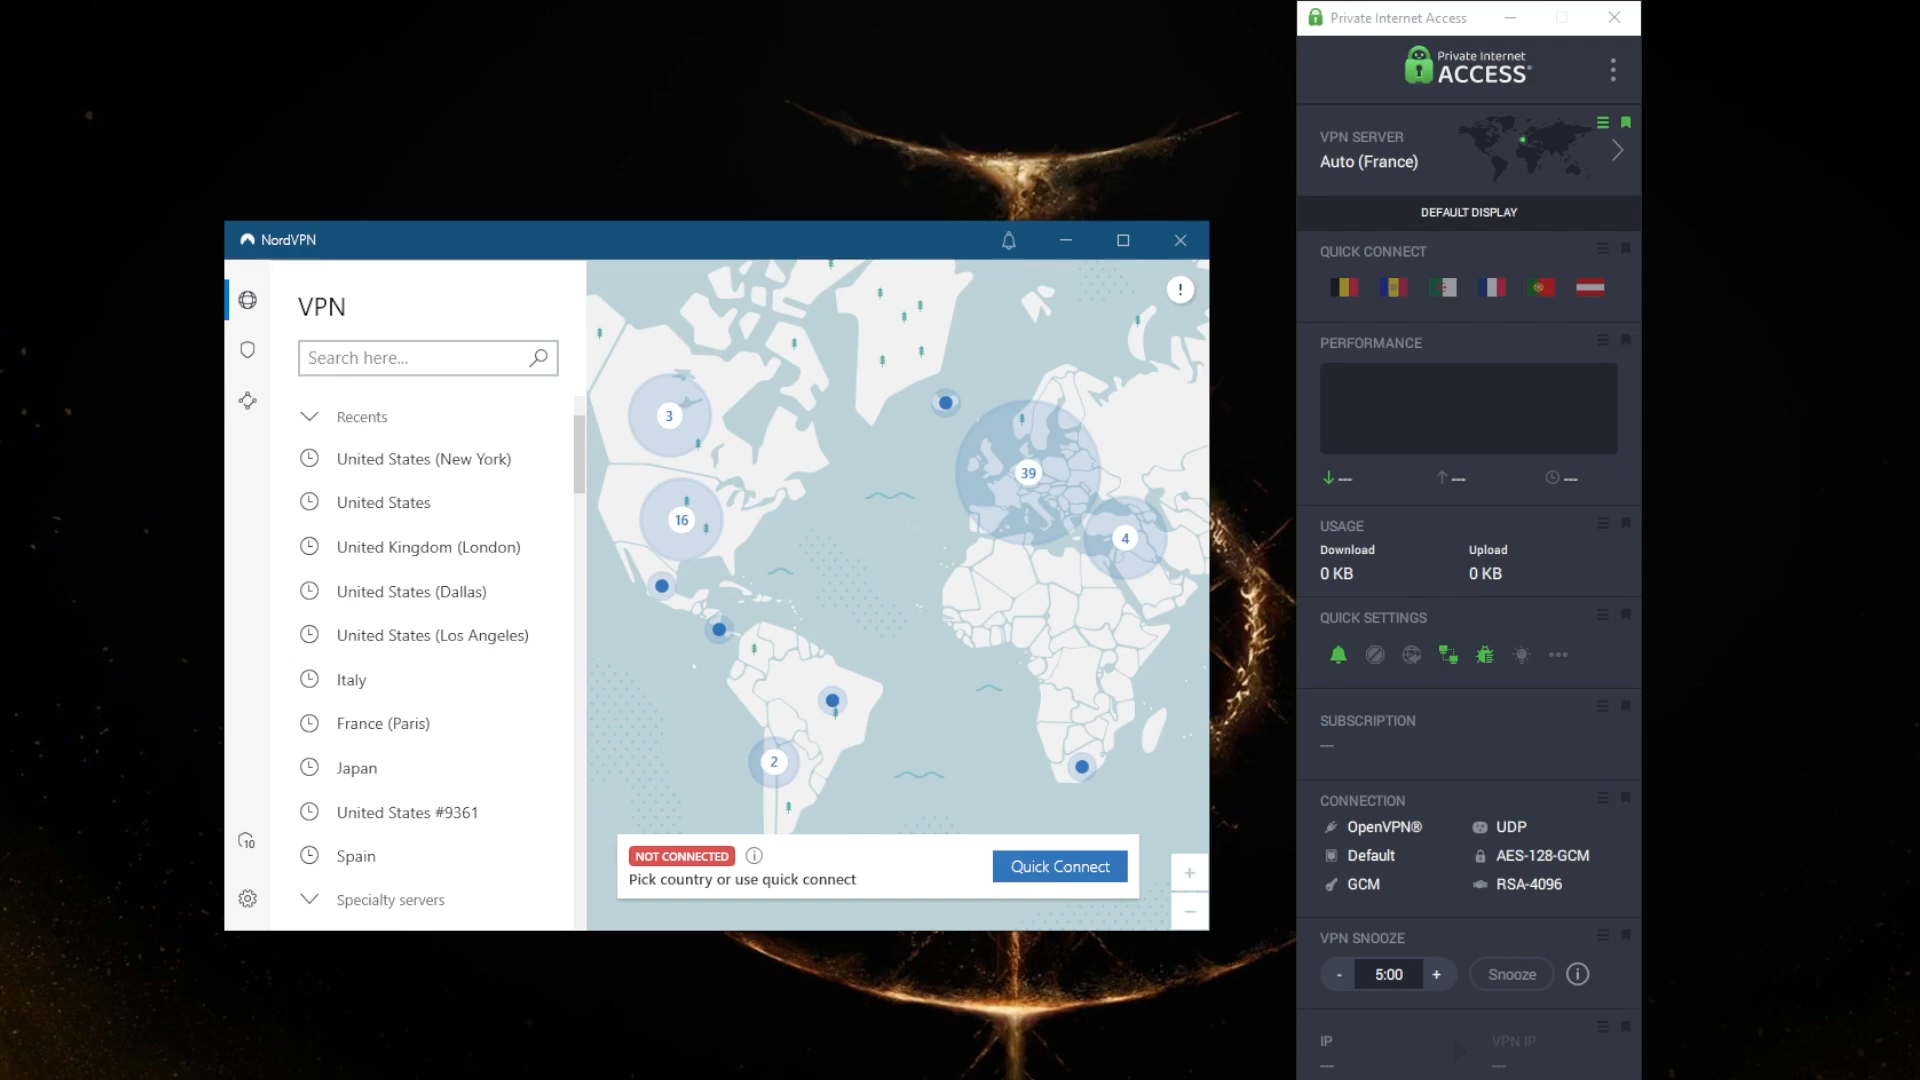 NordVPN
VPN
Search here...
Recents
United States (New York)
United States
United Kingdom (London)
United States (Dallas)
United States (Los Angeles)
Italy
France (Paris)
Japan
United States #9361
Spain
Specialty servers
10
3
16
39
4
2
!
NOT CONNECTED
Pick country or use quick connect
Quick Connect
+
−
Private Internet Access
Private Internet
ACCESS®
VPN SERVER
Auto (France)
DEFAULT DISPLAY
QUICK CONNECT
PERFORMANCE
--- --- ---
USAGE
Download Upload
0 KB 0 KB
QUICK SETTINGS
SUBSCRIPTION
---
CONNECTION
OpenVPN® UDP
Default AES-128-GCM
GCM RSA-4096
VPN SNOOZE
- 5:00 + Snooze
IP VPN IP
--- ---